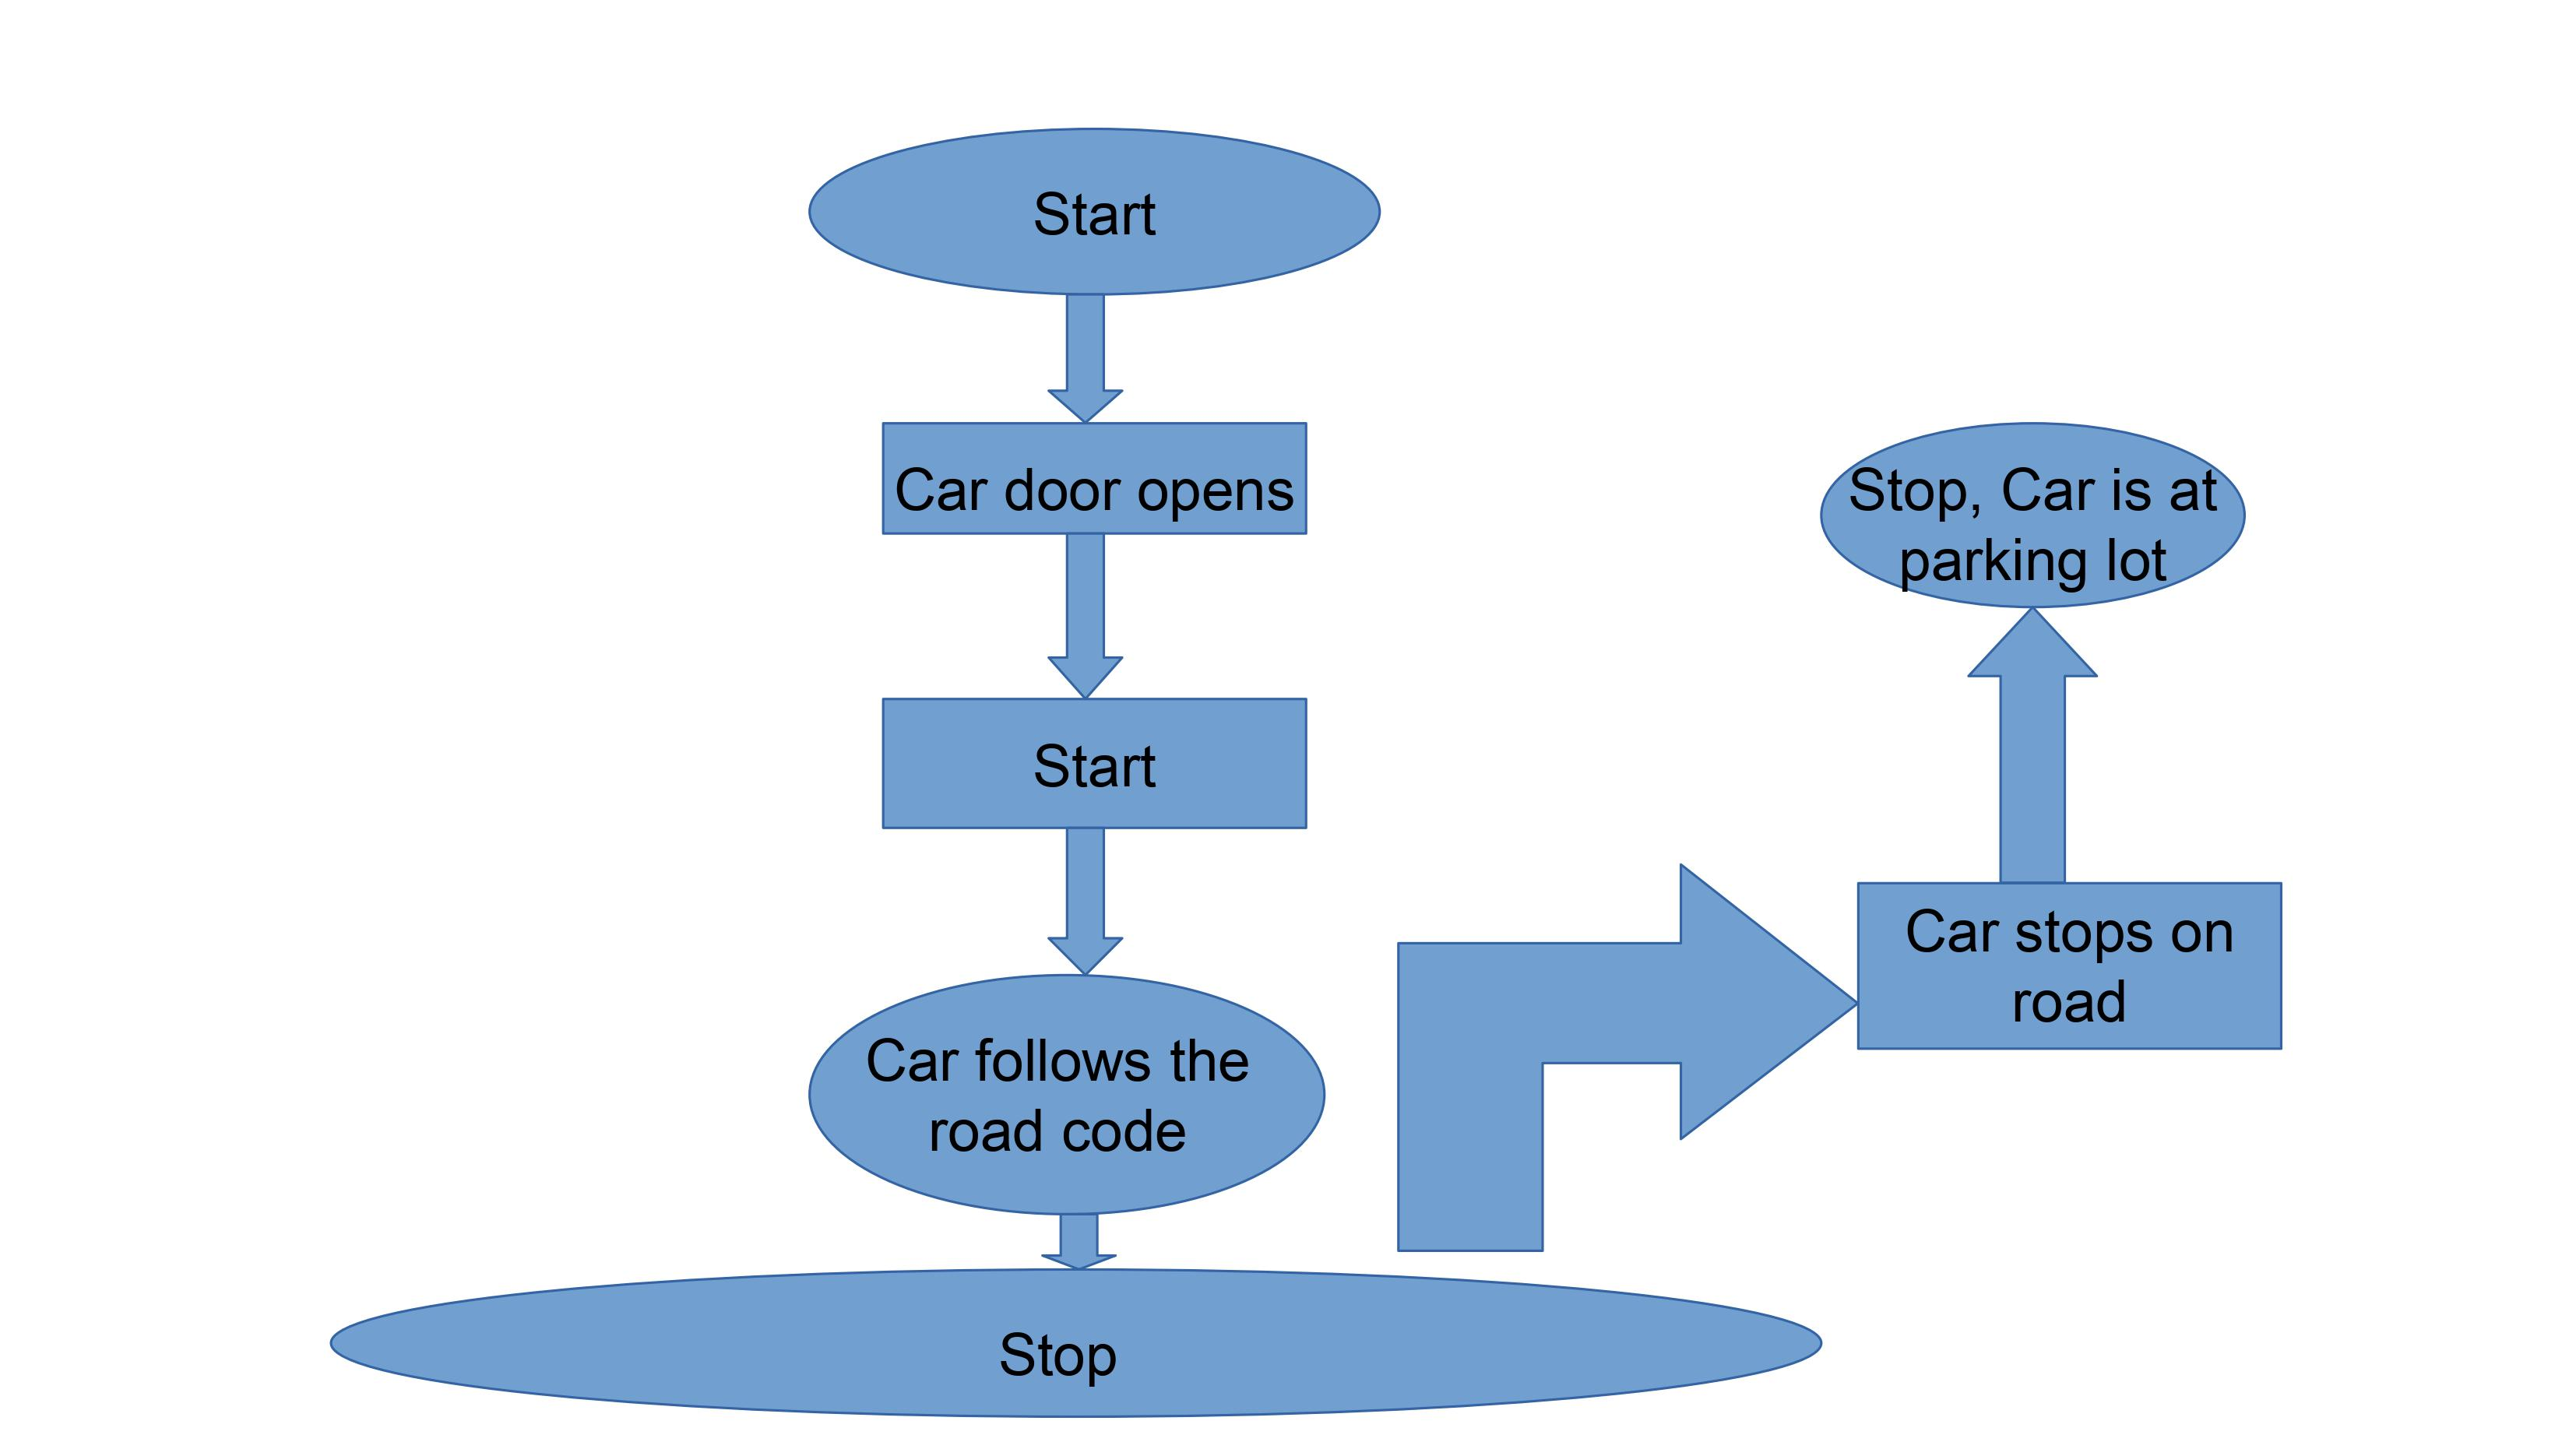 Start
Car door opens
Start
Car follows the
road code
Stop
Car stops on
road
Stop, Car is at
parking lot